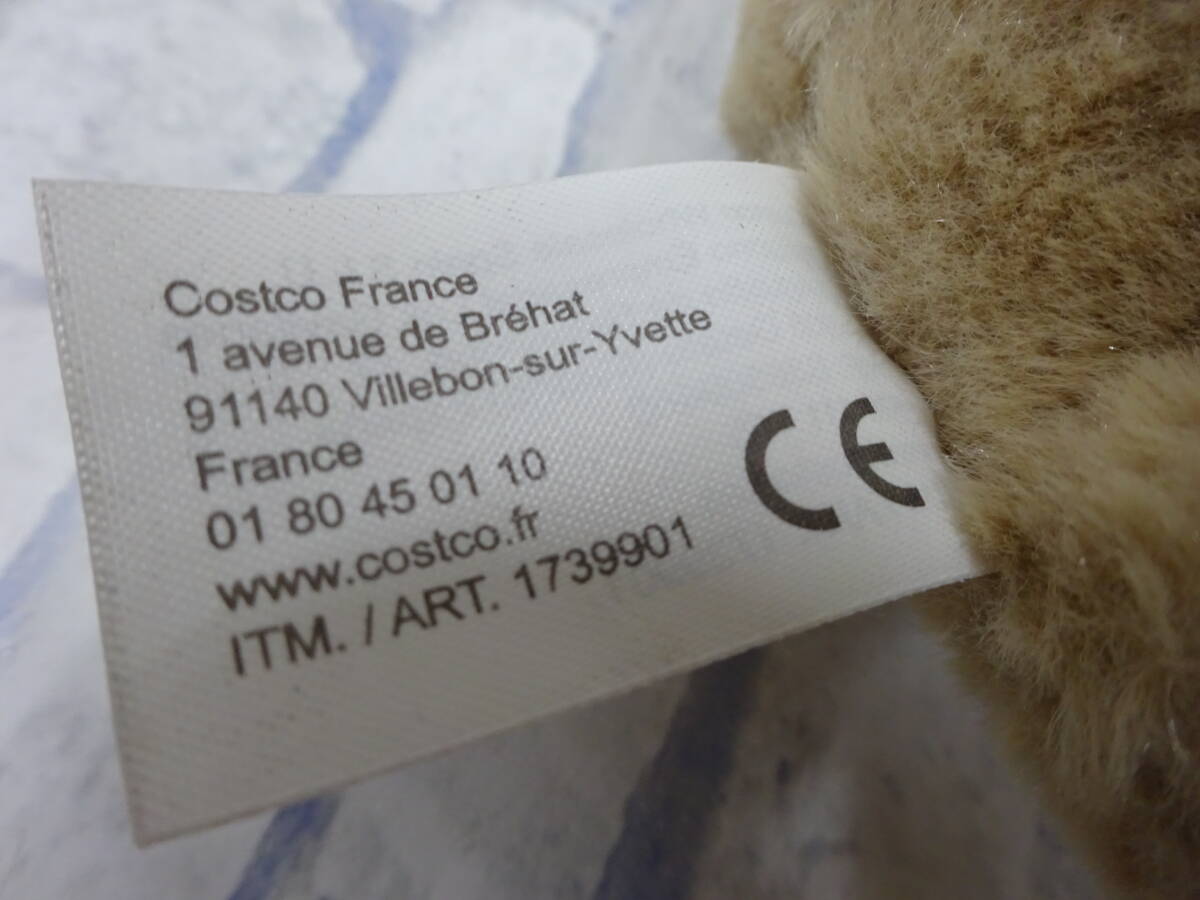 Costco France
1 avenue de Bréhat
91140 Villebon-sur-Yvette
France
01 80 45 01 10
www.costco.fr
ITM. / ART. 1739901
CE